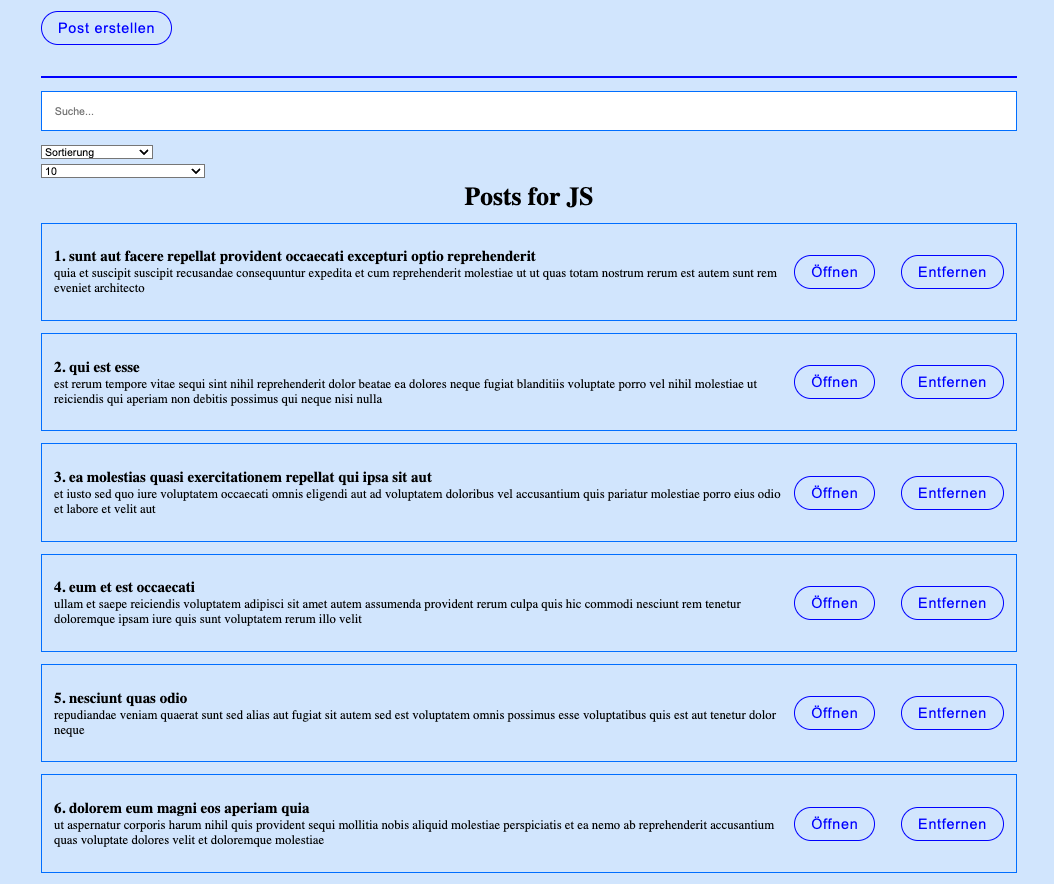 Post erstellen
Suche...
Sortierung
10
Posts for JS
1. sunt aut facere repellat provident occaecati excepturi optio reprehenderit
quia et suscipit suscipit recusandae consequuntur expedita et cum reprehenderit molestiae ut ut quas totam nostrum rerum est autem sunt rem
eveniet architecto
Öffnen
Entfernen
2. qui est esse
est rerum tempore vitae sequi sint nihil reprehenderit dolor beatae ea dolores neque fugiat blanditiis voluptate porro vel nihil molestiae ut
reiciendis qui aperiam non debitis possimus qui neque nisi nulla
Öffnen
Entfernen
3. ea molestias quasi exercitationem repellat qui ipsa sit aut
et iusto sed quo iure voluptatem occaecati omnis eligendi aut ad voluptatem doloribus vel accusantium quis pariatur molestiae porro eius odio
et labore et velit aut
Öffnen
Entfernen
4. eum et est occaecati
ullam et saepe reiciendis voluptatem adipisci sit amet autem assumenda provident rerum culpa quis hic commodi nesciunt rem tenetur
doloremque ipsam iure quis sunt voluptatem rerum illo velit
Öffnen
Entfernen
5. nesciunt quas odio
repudiandae veniam quaerat sunt sed alias aut fugiat sit autem sed est voluptatem omnis possimus esse voluptatibus quis est aut tenetur dolor
neque
Öffnen
Entfernen
6. dolorem eum magni eos aperiam quia
ut aspernatur corporis harum nihil quis provident sequi mollitia nobis aliquid molestiae perspiciatis et ea nemo ab reprehenderit accusantium
quas voluptate dolores velit et doloremque molestiae
Öffnen
Entfernen